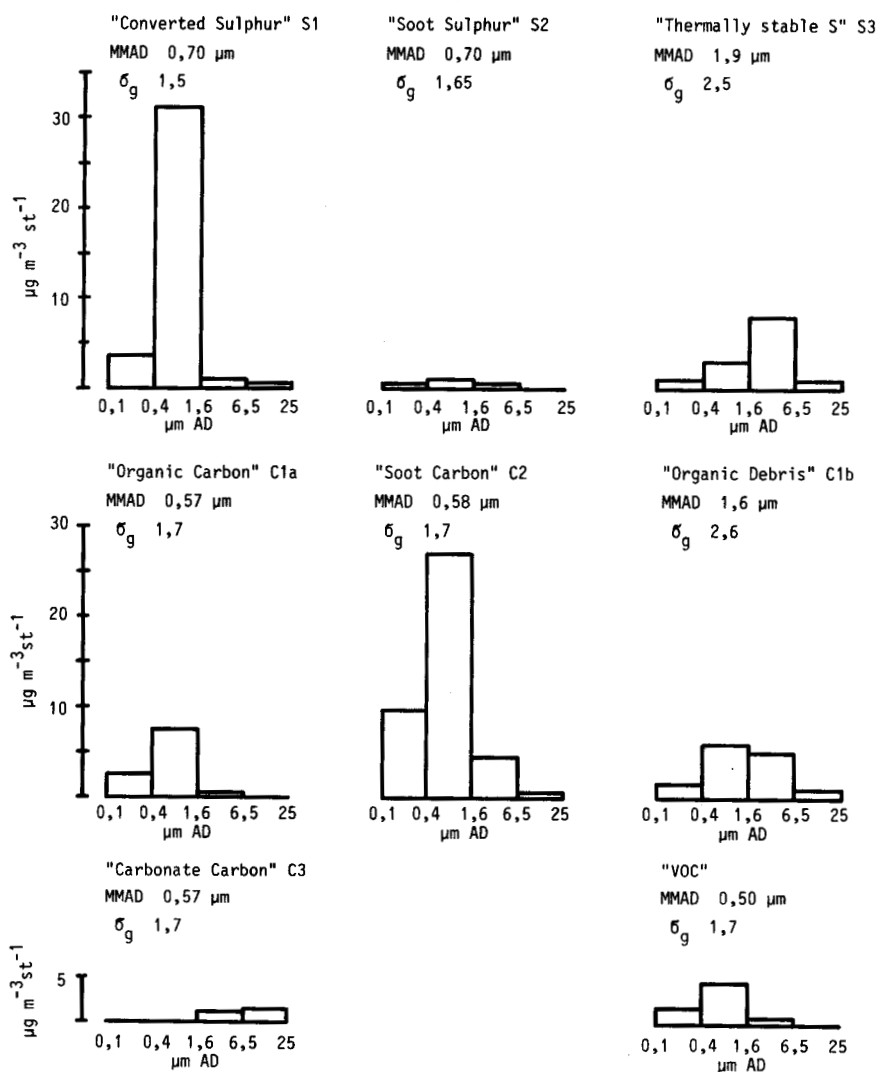 "Converted Sulphur" S1
MMAD 0,70 µm
σg 1,5
"Soot Sulphur" S2
MMAD 0,70 µm
σg 1,65
"Thermally stable S" S3
MMAD 1,9 µm
σg 2,5
30
20
10
µg m⁻³ st⁻¹
0,1 0,4 1,6 6,5 25
µm AD
0,1 0,4 1,6 6,5 25
µm AD
0,1 0,4 1,6 6,5 25
µm AD
"Organic Carbon" C1a
MMAD 0,57 µm
σg 1,7
"Soot Carbon" C2
MMAD 0,58 µm
σg 1,7
"Organic Debris" C1b
MMAD 1,6 µm
σg 2,6
30
20
10
µg m⁻³st⁻¹
0,1 0,4 1,6 6,5 25
µm AD
0,1 0,4 1,6 6,5 25
µm AD
0,1 0,4 1,6 6,5 25
µm AD
"Carbonate Carbon" C3
MMAD 0,57 µm
σg 1,7
"VOC"
MMAD 0,50 µm
σg 1,7
5
µg m⁻³st⁻¹
0,1 0,4 1,6 6,5 25
µm AD
0,1 0,4 1,6 6,5 25
µm AD